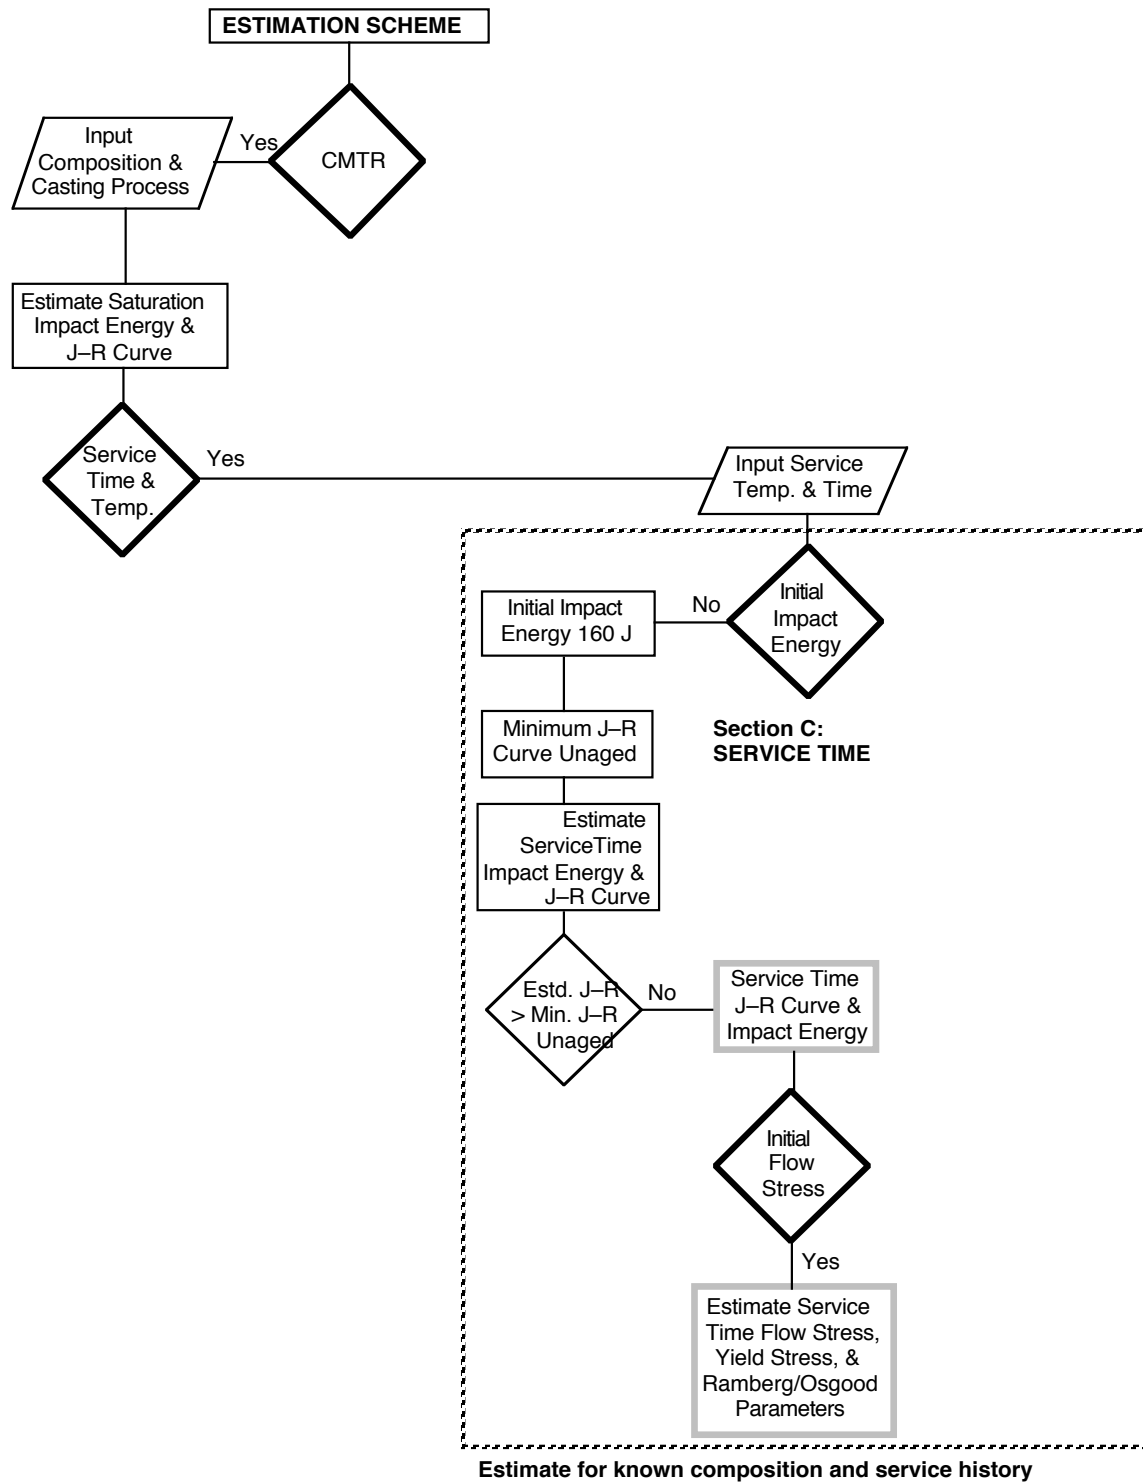 ESTIMATION SCHEME
CMTR
Yes
Input
Composition &
Casting Process
Estimate Saturation
Impact Energy &
J–R Curve
Service
Time &
Temp.
Yes
Input Service
Temp. & Time
Initial
Impact
Energy
No
Initial Impact
Energy 160 J
Section C:
SERVICE TIME
Minimum J–R
Curve Unaged
Estimate
ServiceTime
Impact Energy &
J–R Curve
Estd. J–R
> Min. J–R
Unaged
No
Service Time
J–R Curve &
Impact Energy
Initial
Flow
Stress
Yes
Estimate Service
Time Flow Stress,
Yield Stress, &
Ramberg/Osgood
Parameters
Estimate for known composition and service history